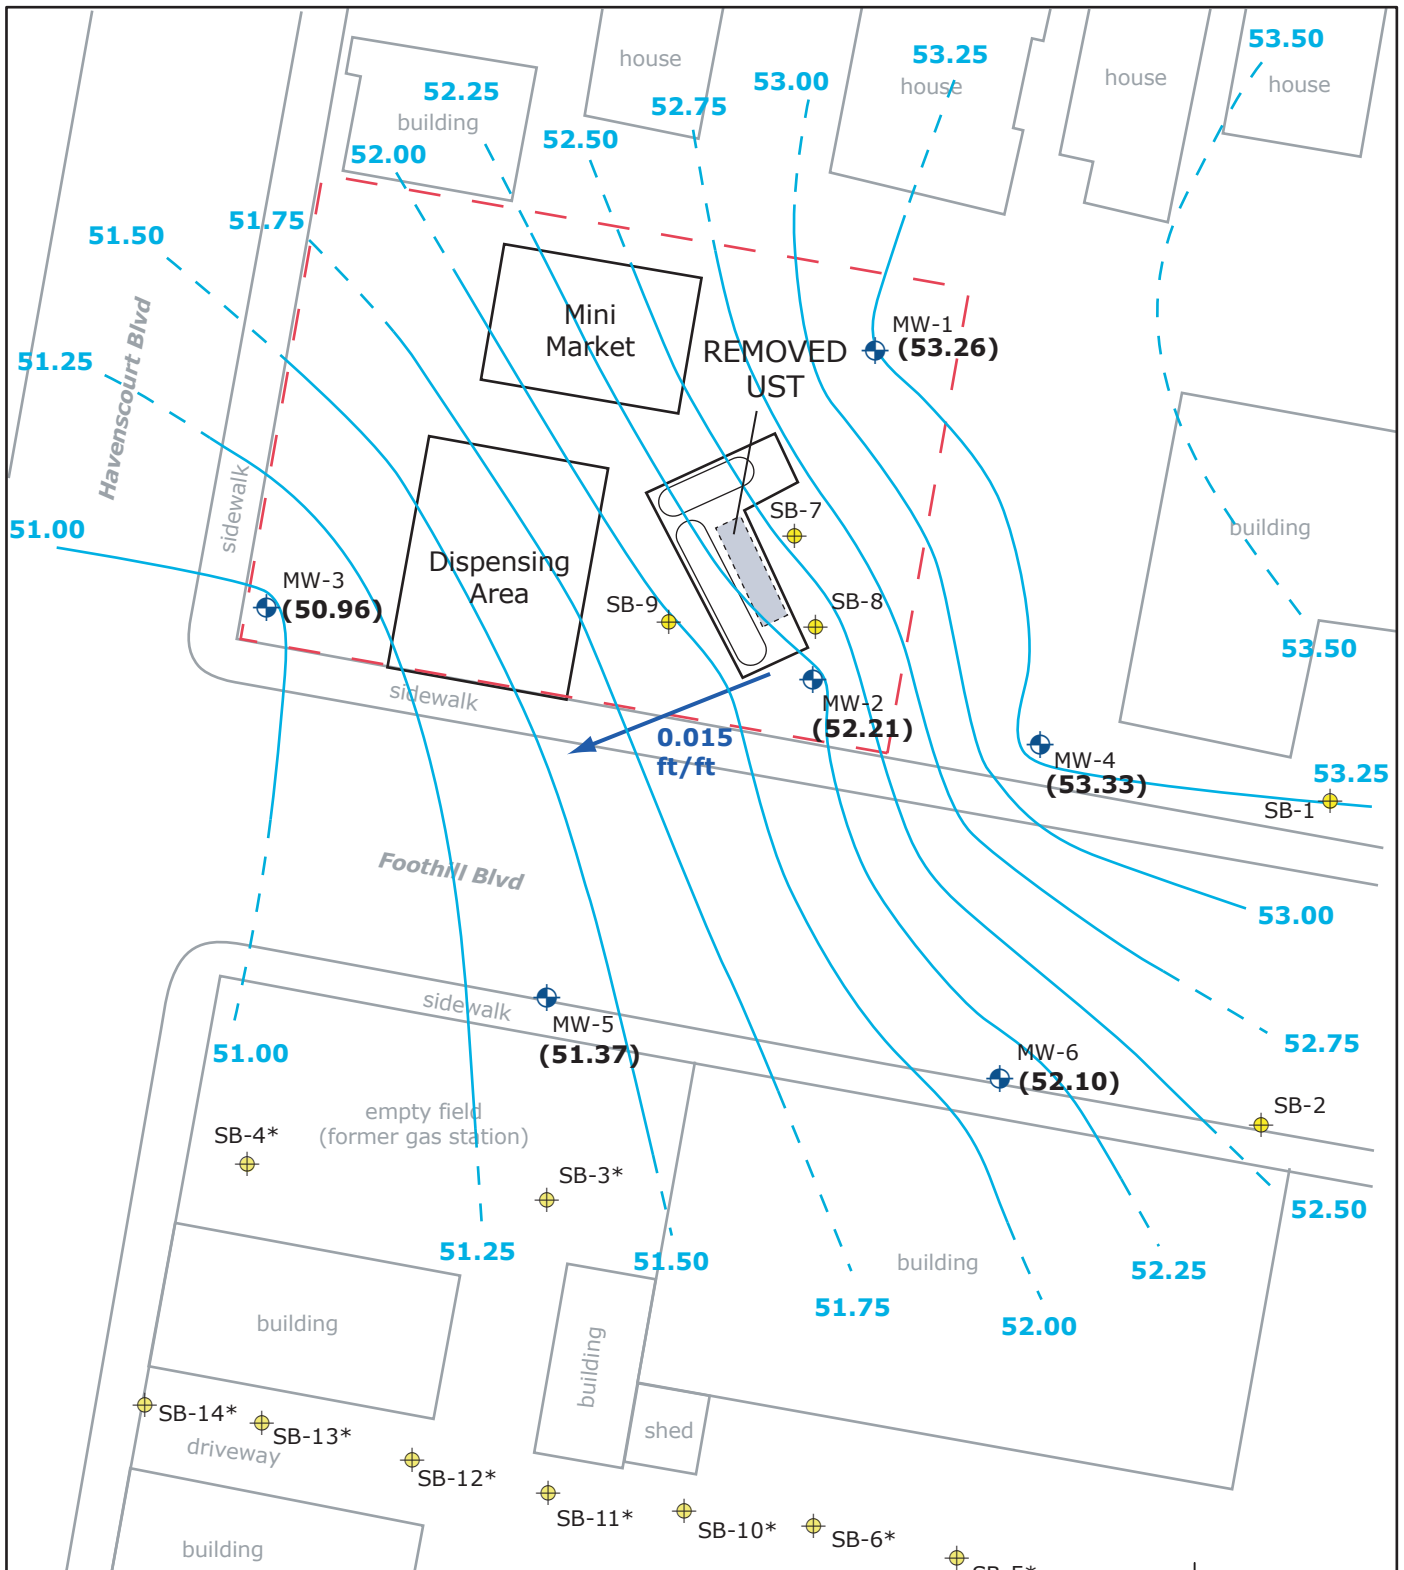 53.50
53.25
house
house
house
house
53.00
52.25
52.75
building
52.50
52.00
51.75
51.50
Havenscourt Blvd
Mini
Market
MW-1
(53.26)
REMOVED
UST
51.25
sidewalk
SB-7
51.00
building
Dispensing
Area
MW-3
(50.96)
SB-9
SB-8
53.50
sidewalk
MW-2
(52.21)
0.015
ft/ft
MW-4
(53.33)
53.25
SB-1
Foothill Blvd
53.00
sidewalk
MW-5
(51.37)
51.00
52.75
MW-6
(52.10)
SB-2
empty field
(former gas station)
SB-4*
SB-3*
52.50
51.25
51.50
building
52.25
51.75
52.00
building
building
SB-14*
SB-13*
driveway
shed
SB-12*
SB-11*
SB-10*
SB-6*
building